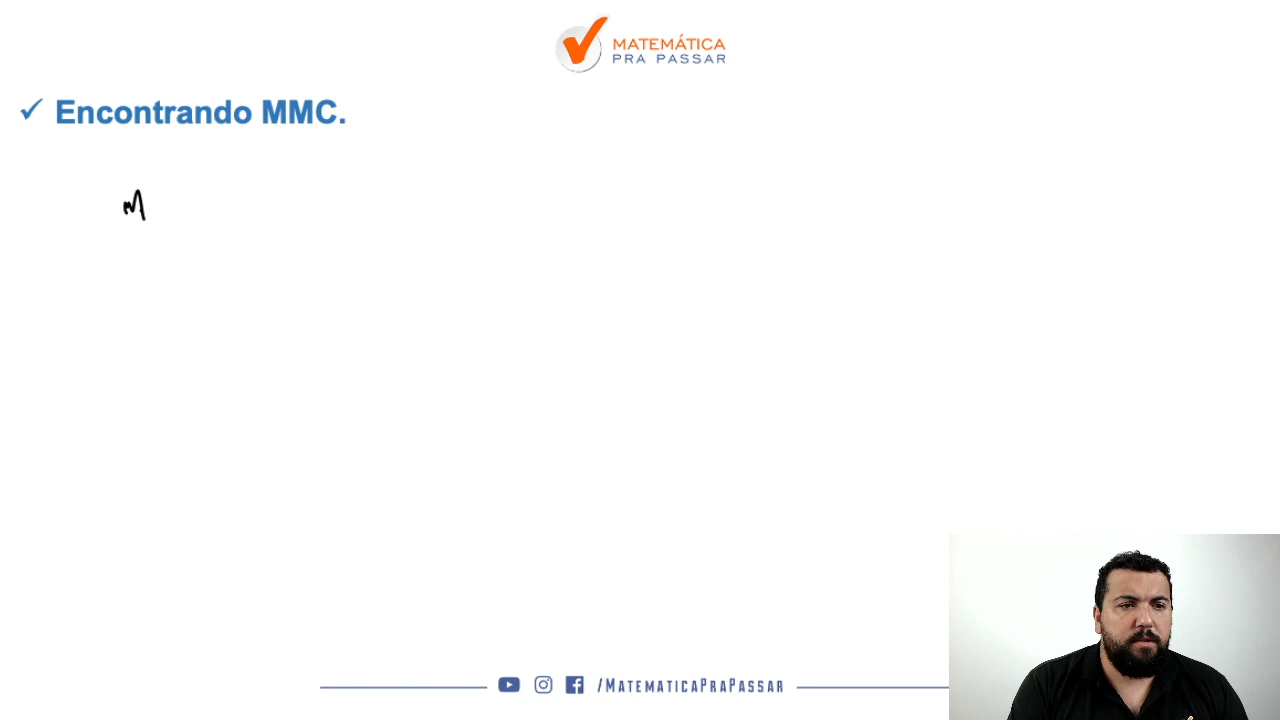 MATEMÁTICA
PRA PASSAR
✓ Encontrando MMC.
M
/MATEMATICAPRAPASSAR